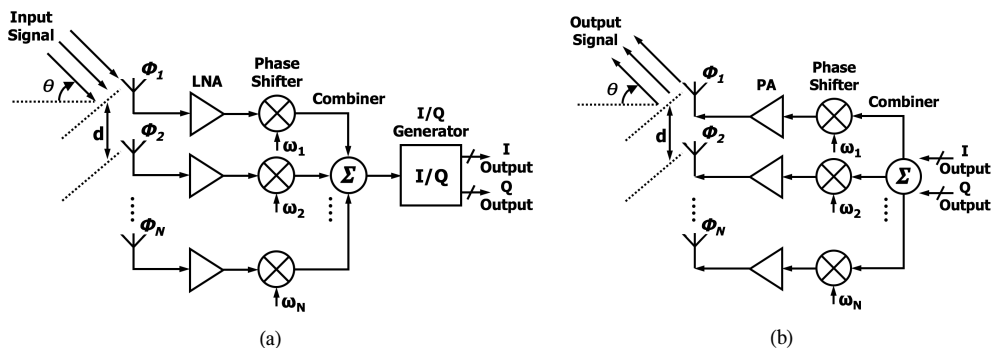 Input
Signal
θ
d
Φ1
Φ2
ΦN
LNA
Phase
Shifter
ω1
ω2
ωN
Combiner
Σ
I/Q
Generator
I/Q
I
Output
Q
Output
(a)
Output
Signal
θ
d
Φ1
Φ2
ΦN
PA
Phase
Shifter
ω1
ω2
ωN
Combiner
Σ
I
Output
Q
Output
(b)